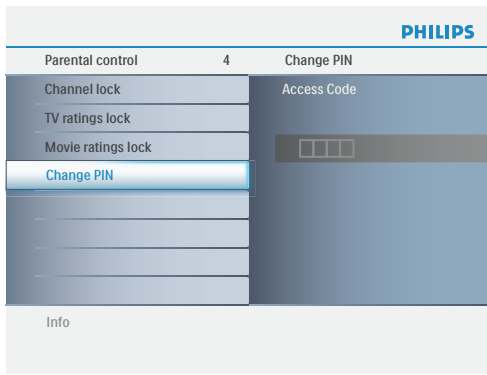 PHILIPS
Parental control 4 Change PIN
Channel lock Access Code
TV ratings lock
Movie ratings lock
Change PIN
Info